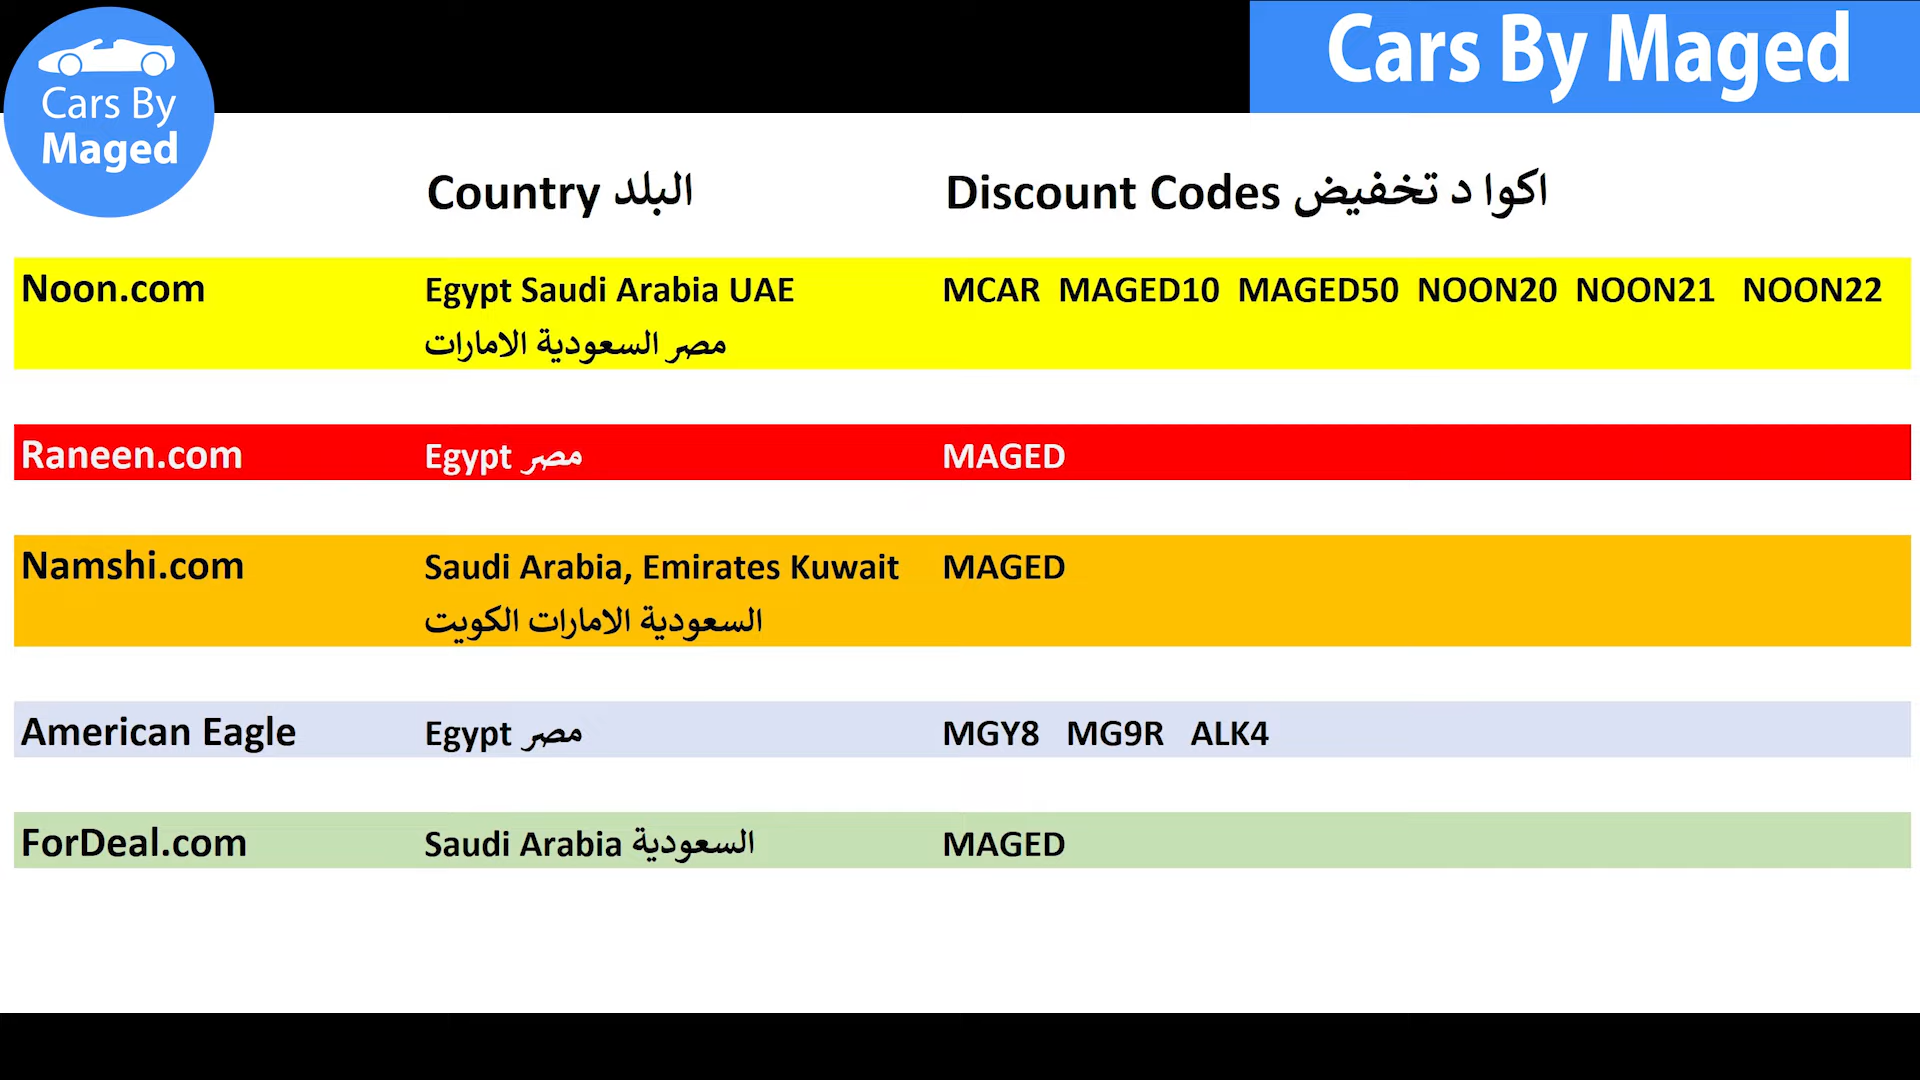 Cars By Maged
Cars By
Maged
Country البلد
Discount Codes اكوا د تخفيض
Noon.com
Egypt Saudi Arabia UAE
مصر السعودية الامارات
MCAR MAGED10 MAGED50 NOON20 NOON21 NOON22
Raneen.com
Egypt مصر
MAGED
Namshi.com
Saudi Arabia, Emirates Kuwait
السعودية الامارات الكويت
MAGED
American Eagle
Egypt مصر
MGY8 MG9R ALK4
ForDeal.com
Saudi Arabia السعودية
MAGED